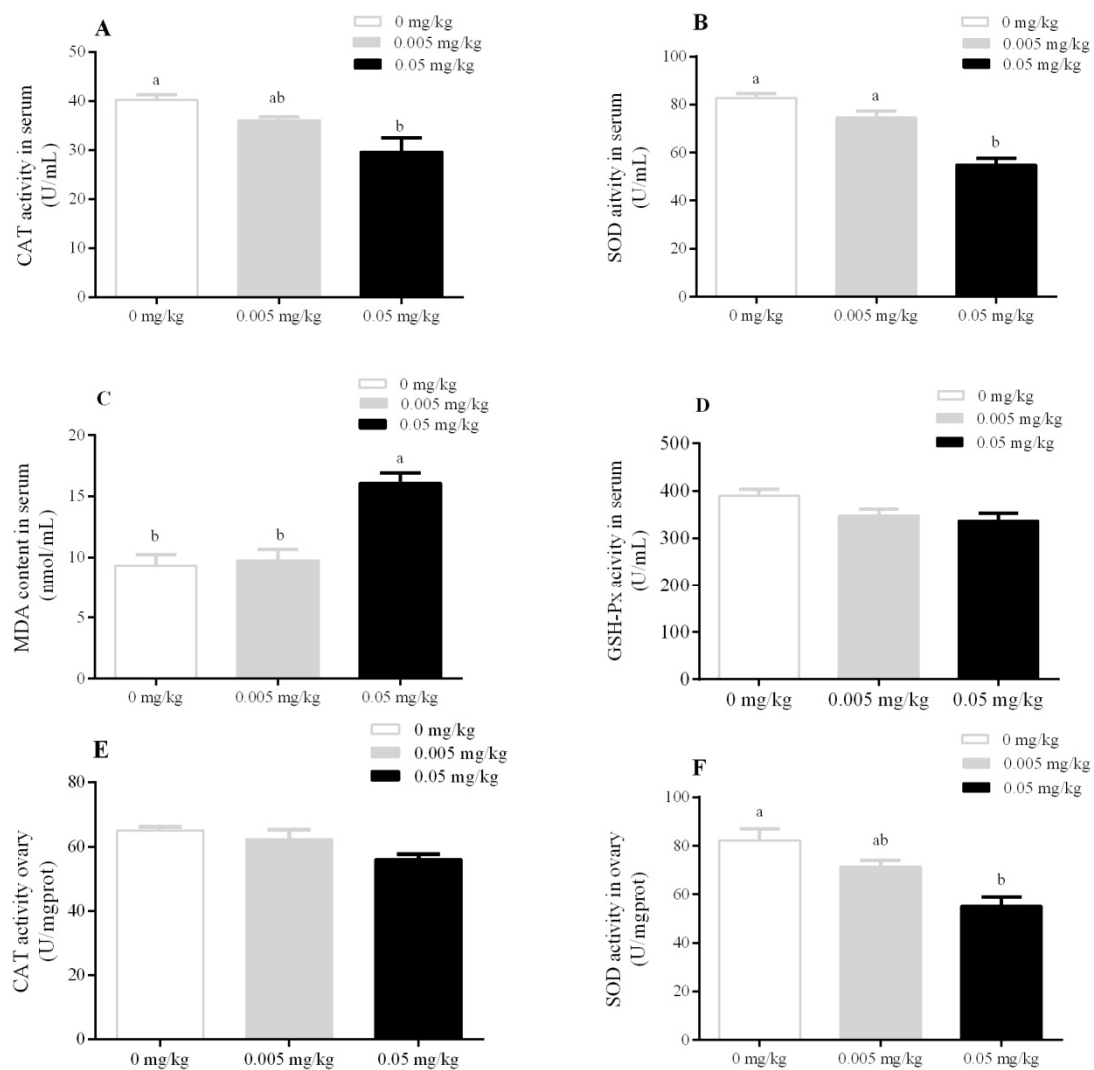 A
0 mg/kg
0.005 mg/kg
0.05 mg/kg
CAT activity in serum
(U/mL)
50
40
30
20
10
0
a
ab
b
0 mg/kg
0.005 mg/kg
0.05 mg/kg
B
0 mg/kg
0.005 mg/kg
0.05 mg/kg
SOD aitvity in serum
(U/mL)
100
80
60
40
20
0
a
a
b
0 mg/kg
0.005 mg/kg
0.05 mg/kg
C
0 mg/kg
0.005 mg/kg
0.05 mg/kg
MDA content in serum
(nmol/mL)
20
15
10
5
0
b
b
a
0 mg/kg
0.005 mg/kg
0.05 mg/kg
D
0 mg/kg
0.005 mg/kg
0.05 mg/kg
GSH-Px acivity in serum
(U/mL)
500
400
300
200
100
0
0 mg/kg
0.005 mg/kg
0.05 mg/kg
E
0 mg/kg
0.005 mg/kg
0.05 mg/kg
CAT activity ovary
(U/mgprot)
80
60
40
20
0
0 mg/kg
0.005 mg/kg
0.05 mg/kg
F
0 mg/kg
0.005 mg/kg
0.05 mg/kg
SOD activity in ovary
(U/mgprot)
100
80
60
40
20
0
a
ab
b
0 mg/kg
0.005 mg/kg
0.05 mg/kg